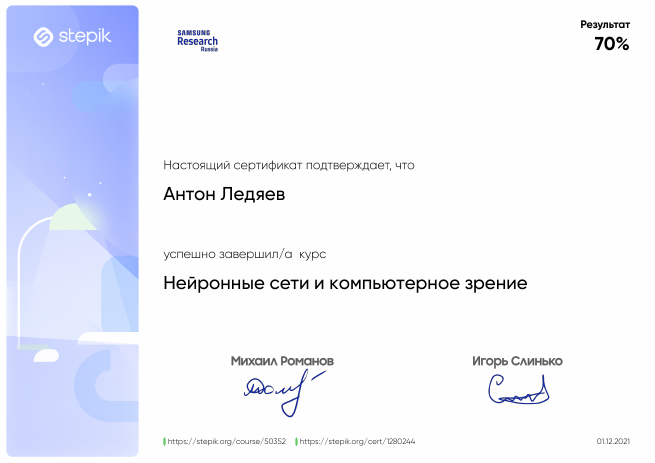 stepik
SAMSUNG
Research
Russia
Результат
70%
Настоящий сертификат подтверждает, что
Антон Ледяев
успешно завершил/а курс
Нейронные сети и компьютерное зрение
Михаил Романов
Игорь Слинько
https://stepik.org/course/50352
https://stepik.org/cert/1280244
01.12.2021